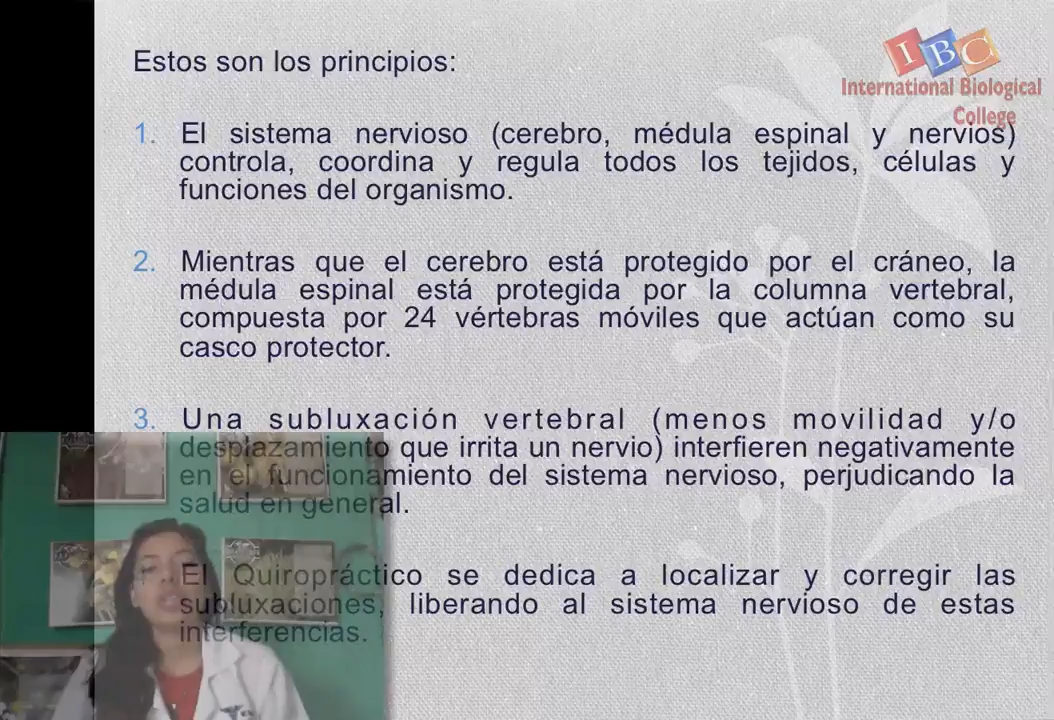 Estos son los principios:
IBC
International Biological
College
1. El sistema nervioso (cerebro, médula espinal y nervios)
controla, coordina y regula todos los tejidos, células y
funciones del organismo.
2. Mientras que el cerebro está protegido por el cráneo, la
médula espinal está protegida por la columna vertebral,
compuesta por 24 vértebras móviles que actúan como su
casco protector.
3. Una subluxación vertebral (menos movilidad y/o
desplazamiento que irrita un nervio) interfieren negativamente
en el funcionamiento del sistema nervioso, perjudicando la
salud en general.
El Quiropráctico se dedica a localizar y corregir las
subluxaciones, liberando al sistema nervioso de estas
interferencias.